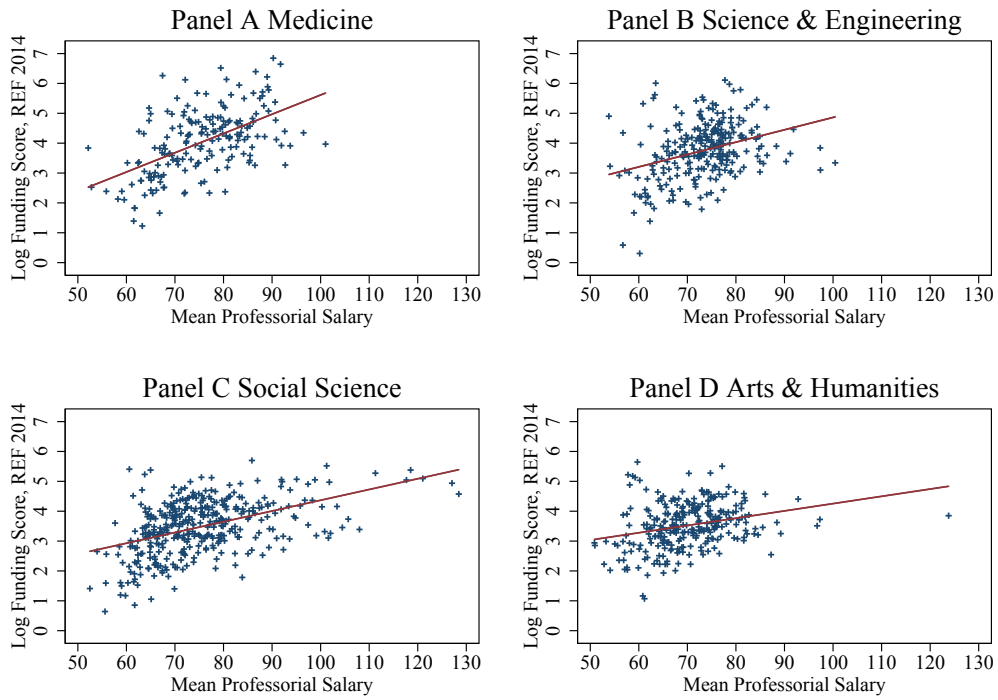 Panel A Medicine
Log Funding Score, REF 2014
7
6
5
4
3
2
1
0
50 60 70 80 90 100 110 120 130
Mean Professorial Salary
Panel B Science & Engineering
Log Funding Score, REF 2014
7
6
5
4
3
2
1
0
50 60 70 80 90 100 110 120 130
Mean Professorial Salary
Panel C Social Science
Log Funding Score, REF 2014
7
6
5
4
3
2
1
0
50 60 70 80 90 100 110 120 130
Mean Professorial Salary
Panel D Arts & Humanities
Log Funding Score, REF 2014
7
6
5
4
3
2
1
0
50 60 70 80 90 100 110 120 130
Mean Professorial Salary